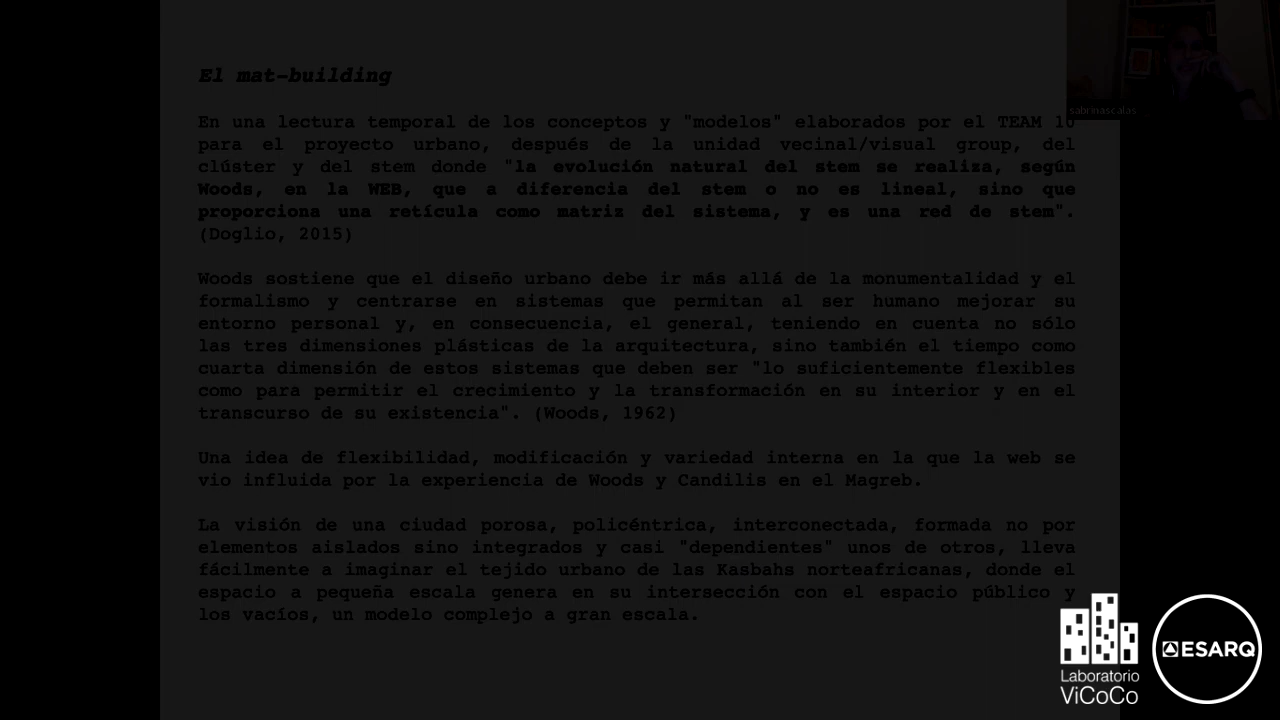 El mat-building
En una lectura temporal de los conceptos y "modelos" elaborados por el TEAM 10
para el proyecto urbano, después de la unidad vecinal/visual group, del
clúster y del stem donde "la evolución natural del stem se realiza, según
Woods, en la WEB, que a diferencia del stem o no es lineal, sino que
proporciona una retícula como matriz del sistema, y es una red de stem".
(Doglio, 2015)
Woods sostiene que el diseño urbano debe ir más allá de la monumentalidad y el
formalismo y centrarse en sistemas que permitan al ser humano mejorar su
entorno personal y, en consecuencia, el general, teniendo en cuenta no sólo
las tres dimensiones plásticas de la arquitectura, sino también el tiempo como
cuarta dimensión de estos sistemas que deben ser "lo suficientemente flexibles
como para permitir el crecimiento y la transformación en su interior y en el
transcurso de su existencia". (Woods, 1962)
Una idea de flexibilidad, modificación y variedad interna en la que la web se
vio influida por la experiencia de Woods y Candilis en el Magreb.
La visión de una ciudad porosa, policéntrica, interconectada, formada no por
elementos aislados sino integrados y casi "dependientes" unos de otros, lleva
fácilmente a imaginar el tejido urbano de las Kasbahs norteafricanas, donde el
espacio a pequeña escala genera en su intersección con el espacio público y
los vacíos, un modelo complejo a gran escala.
sabrinascalas
Laboratorio
ViCoCo
ESARQ